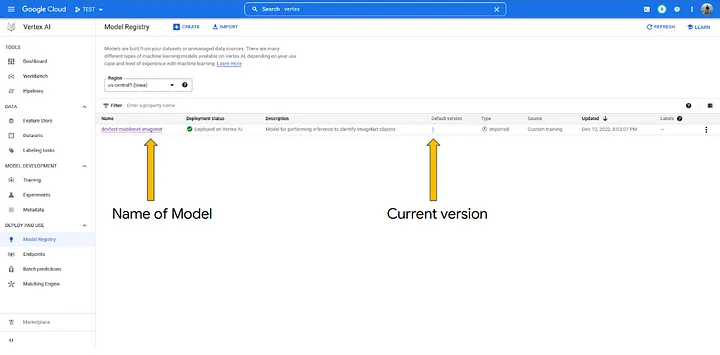 Google Cloud
TEST
Search vertex
Vertex AI
Model Registry
CREATE
IMPORT
REFRESH
LEARN
TOOLS
Dashboard
Workbench
Pipelines
DATA
Feature Store
Datasets
Labeling tasks
MODEL DEVELOPMENT
Training
Experiments
Metadata
DEPLOY AND USE
Model Registry
Endpoints
Batch predictions
Matching Engine
Marketplace
Models are built from your datasets or unmanaged data sources. There are
many different types of machine learning models available on Vertex AI, depending on your use
case and level of experience with machine learning. Learn more
Region
us-central1 (Iowa)
Filter Enter a property name
Name Deployment status Description Default version Type Source Updated Labels
devfest-mobilenet-imagenet Deployed on Vertex AI Model for performing inference to identify ImageNet objects 1 Imported Custom training Dec 12, 2022, 6:03:07 PM –
Name of Model
Current version